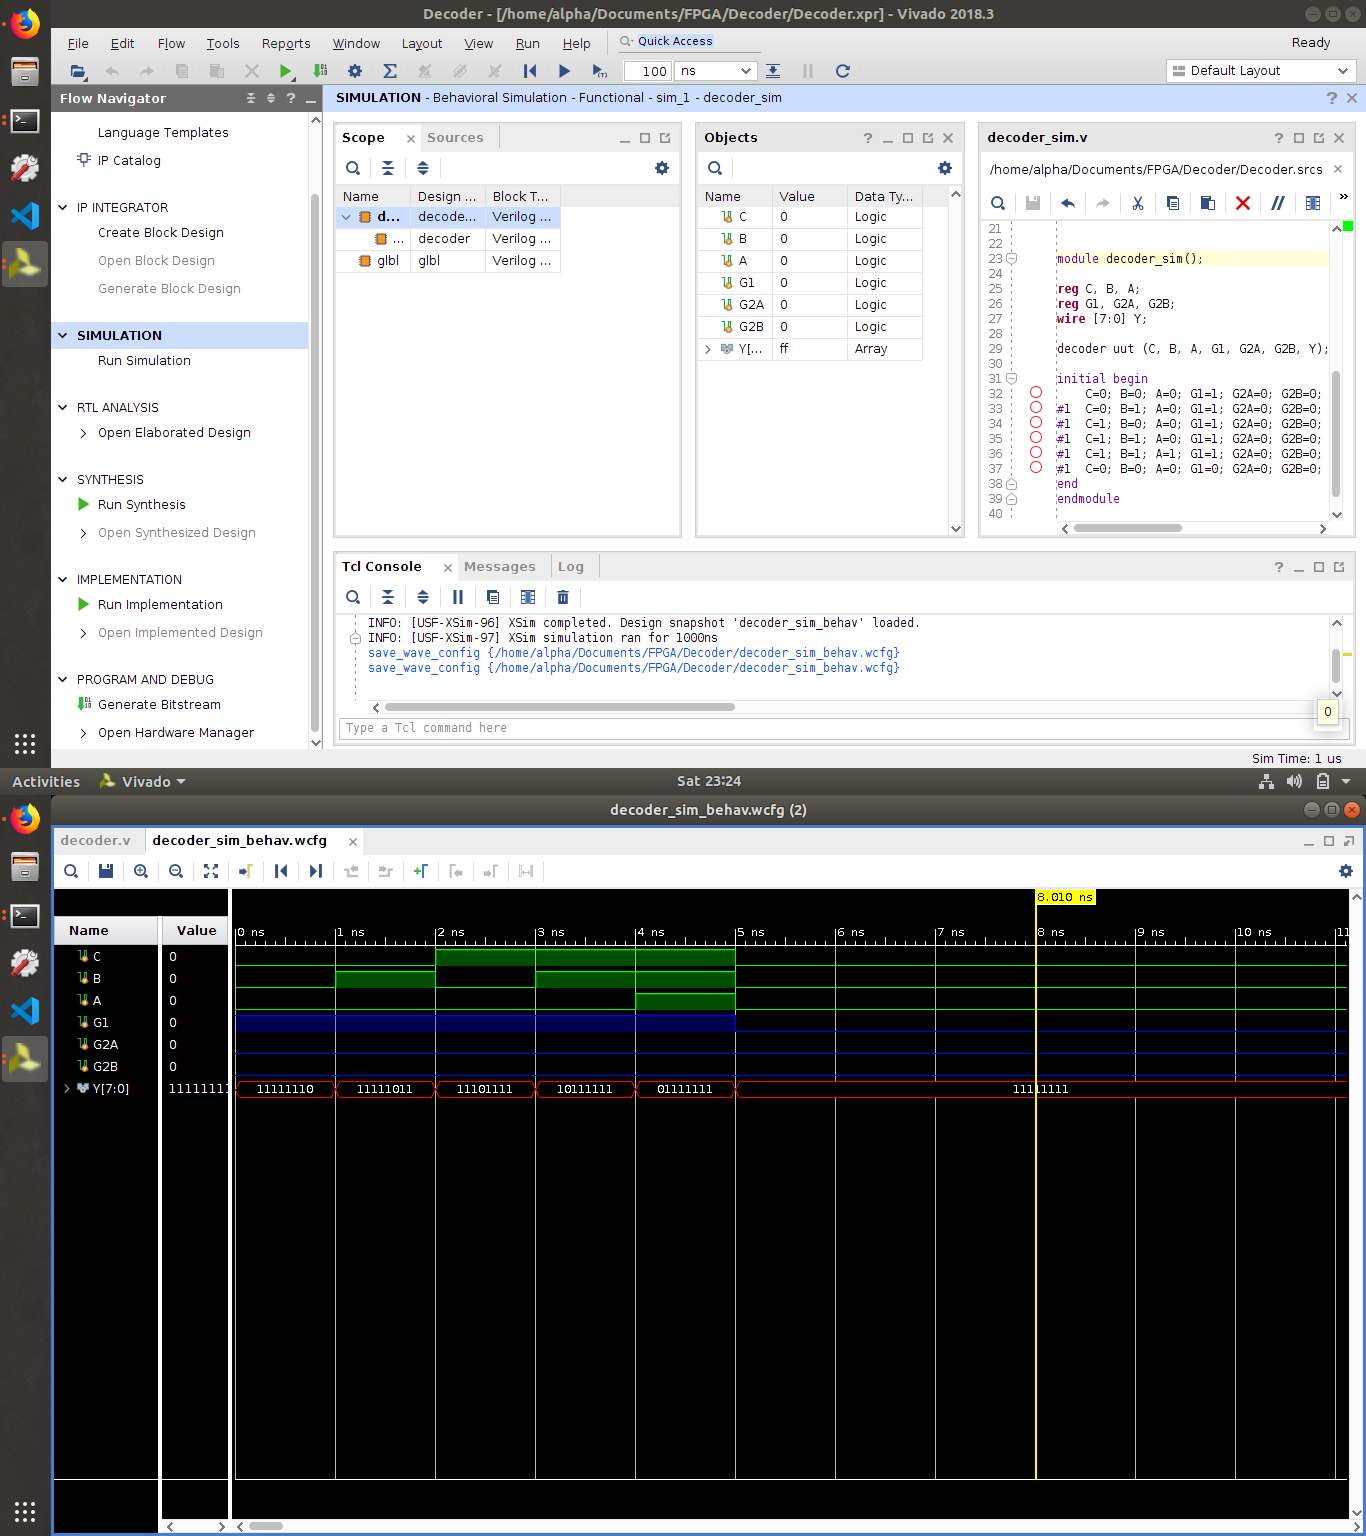 Decoder - [/home/alpha/Documents/FPGA/Decoder/Decoder.xpr] - Vivado 2018.3
File Edit Flow Tools Reports Window Layout View Run Help Quick Access Ready
100 ns Default Layout
Flow Navigator
SIMULATION - Behavioral Simulation - Functional - sim_1 - decoder_sim
Language Templates
IP Catalog
IP INTEGRATOR
Create Block Design
Open Block Design
Generate Block Design
SIMULATION
Run Simulation
RTL ANALYSIS
Open Elaborated Design
SYNTHESIS
Run Synthesis
Open Synthesized Design
IMPLEMENTATION
Run Implementation
Open Implemented Design
PROGRAM AND DEBUG
Generate Bitstream
Open Hardware Manager
Scope Sources
Name Design ... Block T...
d... decode... Verilog ...
... decoder Verilog ...
glbl glbl Verilog ...
Objects
Name Value Data Ty...
C 0 Logic
B 0 Logic
A 0 Logic
G1 0 Logic
G2A 0 Logic
G2B 0 Logic
Y[... ff Array
decoder_sim.v
/home/alpha/Documents/FPGA/Decoder/Decoder.srcs
21
22
23 module decoder_sim();
24
25 reg C, B, A;
26 reg G1, G2A, G2B;
27 wire [7:0] Y;
28
29 decoder uut (C, B, A, G1, G2A, G2B, Y);
30
31 initial begin
32 C=0; B=0; A=0; G1=1; G2A=0; G2B=0;
33 #1 C=0; B=1; A=0; G1=1; G2A=0; G2B=0;
34 #1 C=1; B=0; A=0; G1=1; G2A=0; G2B=0;
35 #1 C=1; B=1; A=0; G1=1; G2A=0; G2B=0;
36 #1 C=1; B=1; A=1; G1=1; G2A=0; G2B=0;
37 #1 C=0; B=0; A=0; G1=0; G2A=0; G2B=0;
38 end
39 endmodule
40
Tcl Console Messages Log
INFO: [USF-XSim-96] XSim completed. Design snapshot 'decoder_sim_behav' loaded.
INFO: [USF-XSim-97] XSim simulation ran for 1000ns
save_wave_config {/home/alpha/Documents/FPGA/Decoder/decoder_sim_behav.wcfg}
save_wave_config {/home/alpha/Documents/FPGA/Decoder/decoder_sim_behav.wcfg}
0
Type a Tcl command here
Sim Time: 1 us
Activities Vivado Sat 23:24
decoder_sim_behav.wcfg (2)
decoder.v decoder_sim_behav.wcfg
8.010 ns
Name Value 0 ns 1 ns 2 ns 3 ns 4 ns 5 ns 6 ns 7 ns 8 ns 9 ns 10 ns 11
C 0
B 0
A 0
G1 0
G2A 0
G2B 0
Y[7:0] 11111111 11111110 11111011 11101111 10111111 01111111 11111111